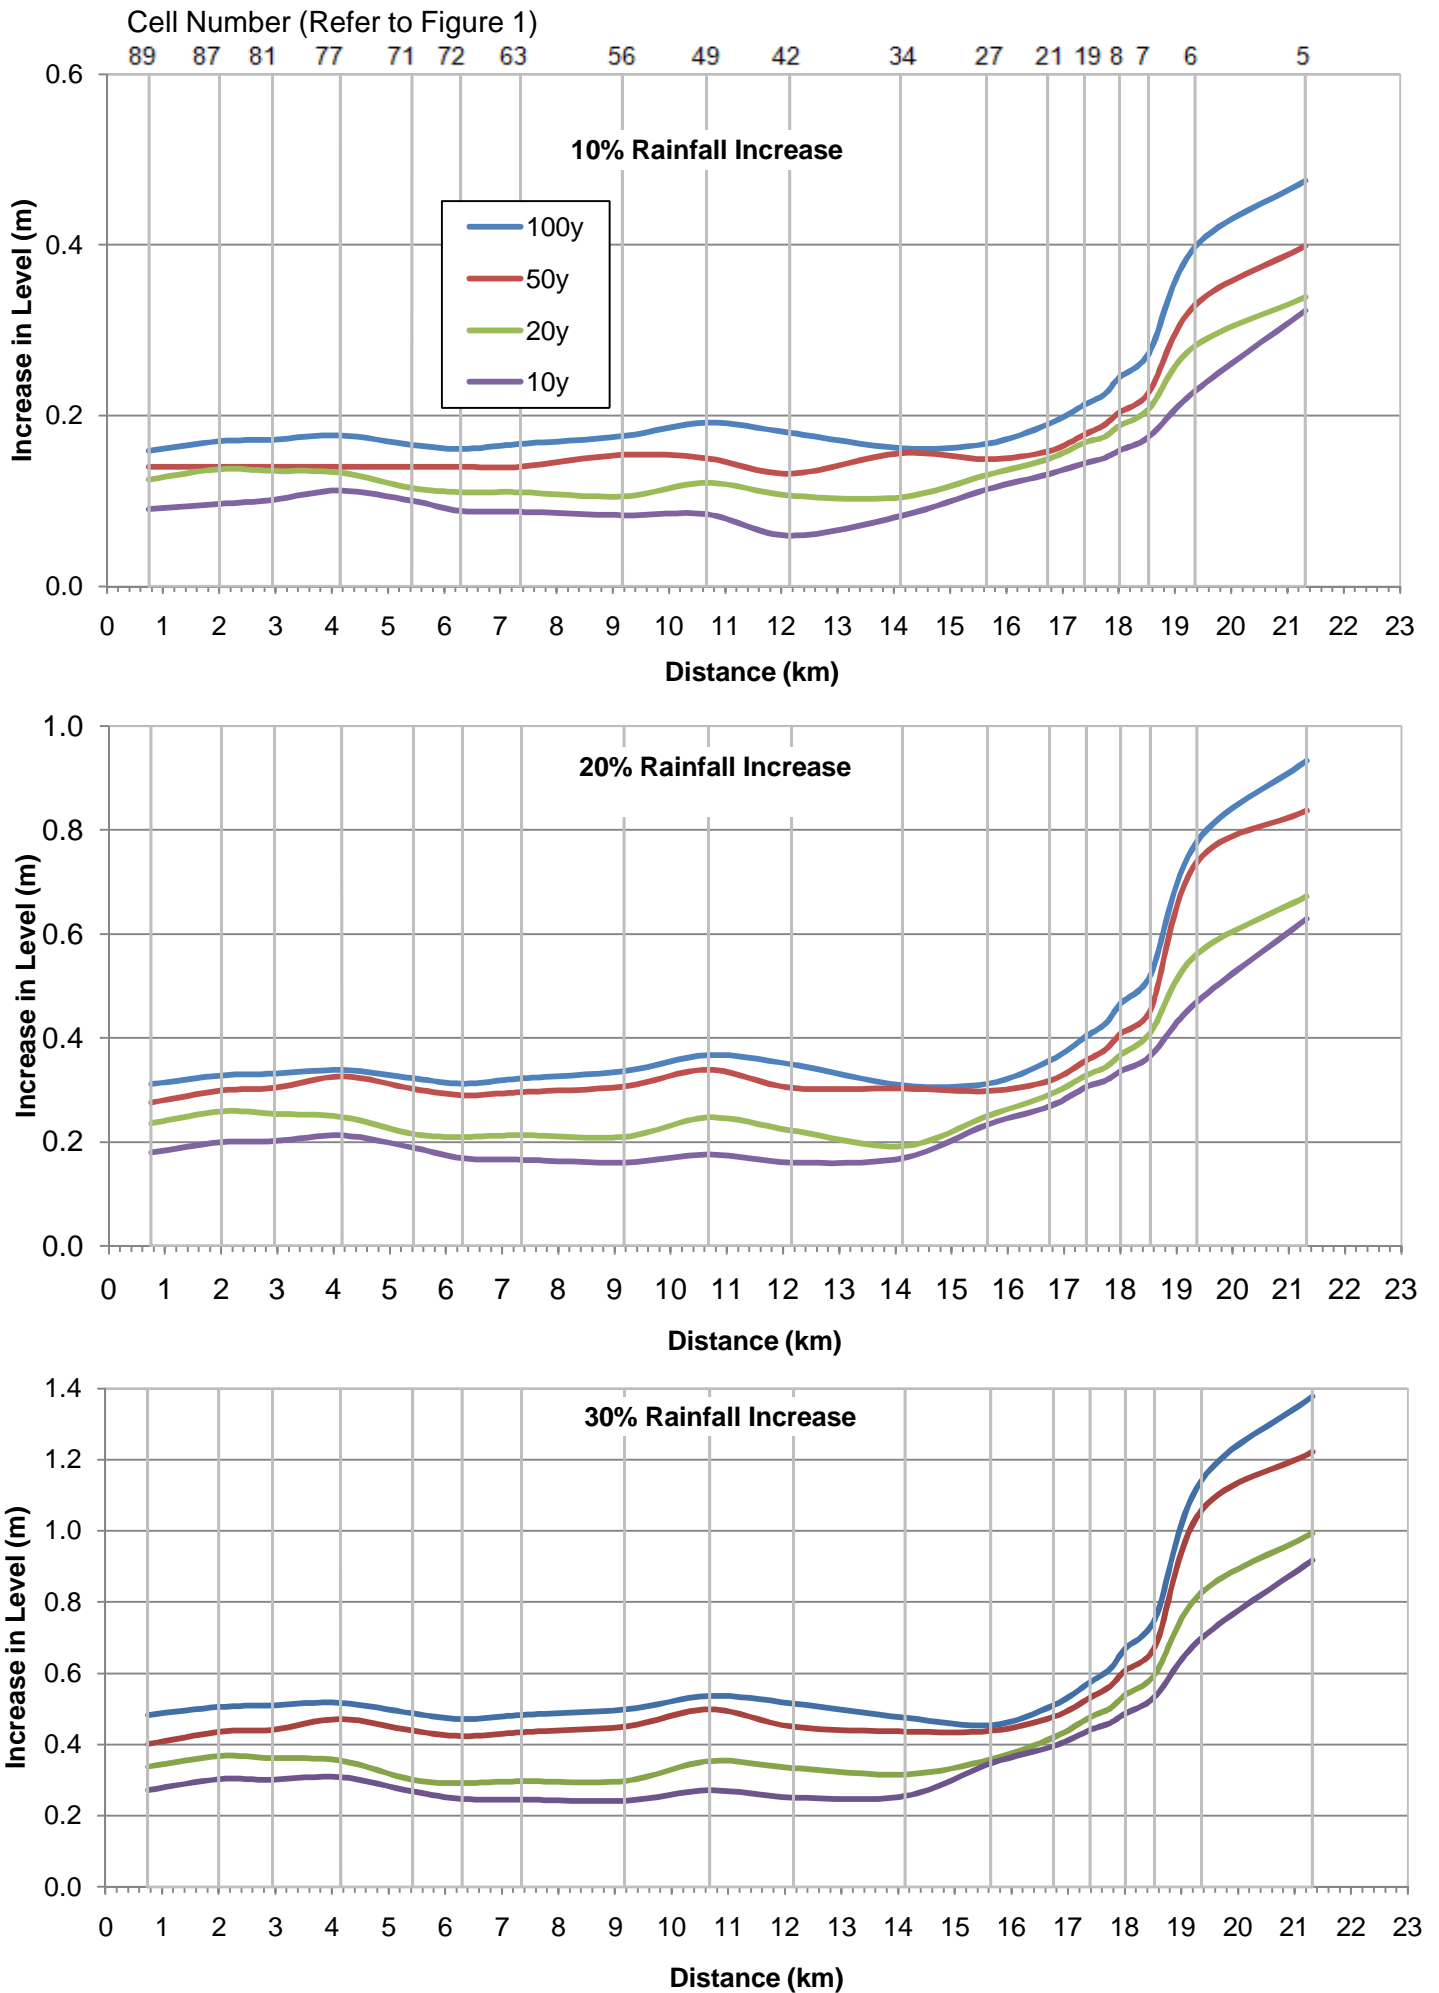 Cell Number (Refer to Figure 1)
89 87 81 77 71 72 63 56 49 42 34 27 21 19 8 7 6 5
0.6
0.4
0.2
0.0
Increase in Level (m)
10% Rainfall Increase
100y
50y
20y
10y
0 1 2 3 4 5 6 7 8 9 10 11 12 13 14 15 16 17 18 19 20 21 22 23
Distance (km)
1.0
0.8
0.6
0.4
0.2
0.0
Increase in Level (m)
20% Rainfall Increase
0 1 2 3 4 5 6 7 8 9 10 11 12 13 14 15 16 17 18 19 20 21 22 23
Distance (km)
1.4
1.2
1.0
0.8
0.6
0.4
0.2
0.0
Increase in Level (m)
30% Rainfall Increase
0 1 2 3 4 5 6 7 8 9 10 11 12 13 14 15 16 17 18 19 20 21 22 23
Distance (km)